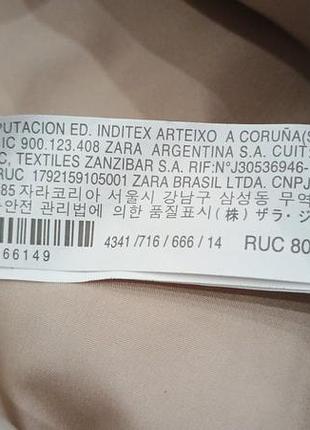 PUTACION ED. INDITEX ARTEIXO A CORUÑA(S
IC 900.123.408 ZARA ARGENTINA S.A. CUIT:
C, TEXTILES ZANZIBAR S.A. RIF:N°J30536946-
RUC 1792159105001 ZARA BRASIL LTDA. CNPJ
85 자라코리아 서울시 강남구 삼성동 무역
안전 관리법에 의한 품질표시 (株) ザラ・ジ
4341 /716 / 666 / 14 RUC 80
66149